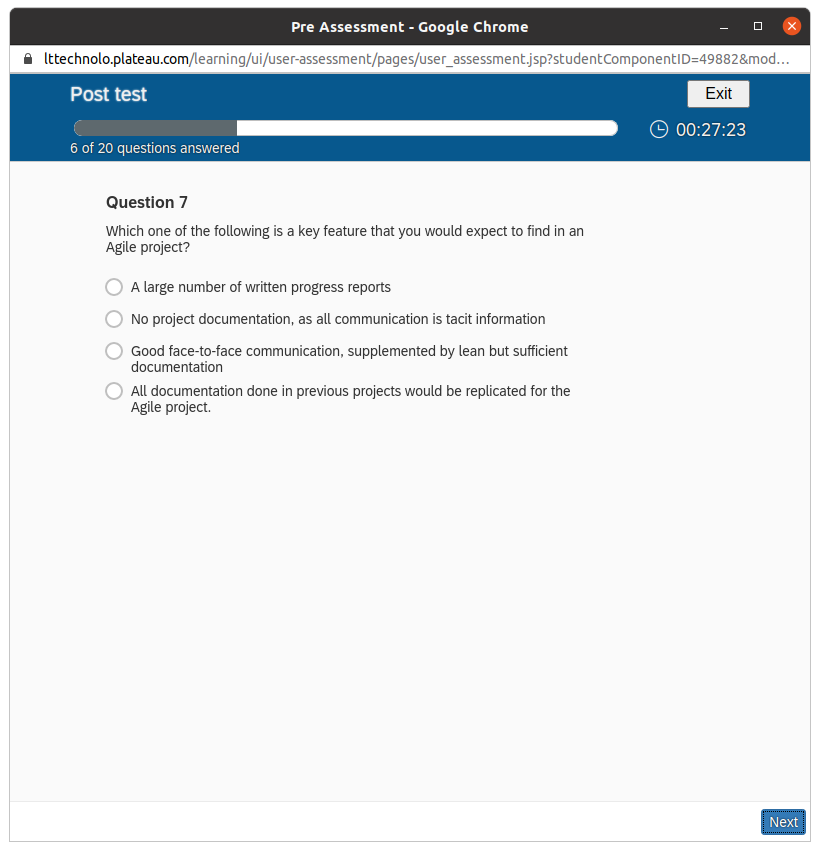 Pre Assessment - Google Chrome
lttechnolo.plateau.com/learning/ui/user-assessment/pages/user_assessment.jsp?studentComponentID=49882&mod...
Post test
Exit
00:27:23
6 of 20 questions answered
Question 7
Which one of the following is a key feature that you would expect to find in an
Agile project?
A large number of written progress reports
No project documentation, as all communication is tacit information
Good face-to-face communication, supplemented by lean but sufficient
documentation
All documentation done in previous projects would be replicated for the
Agile project.
Next